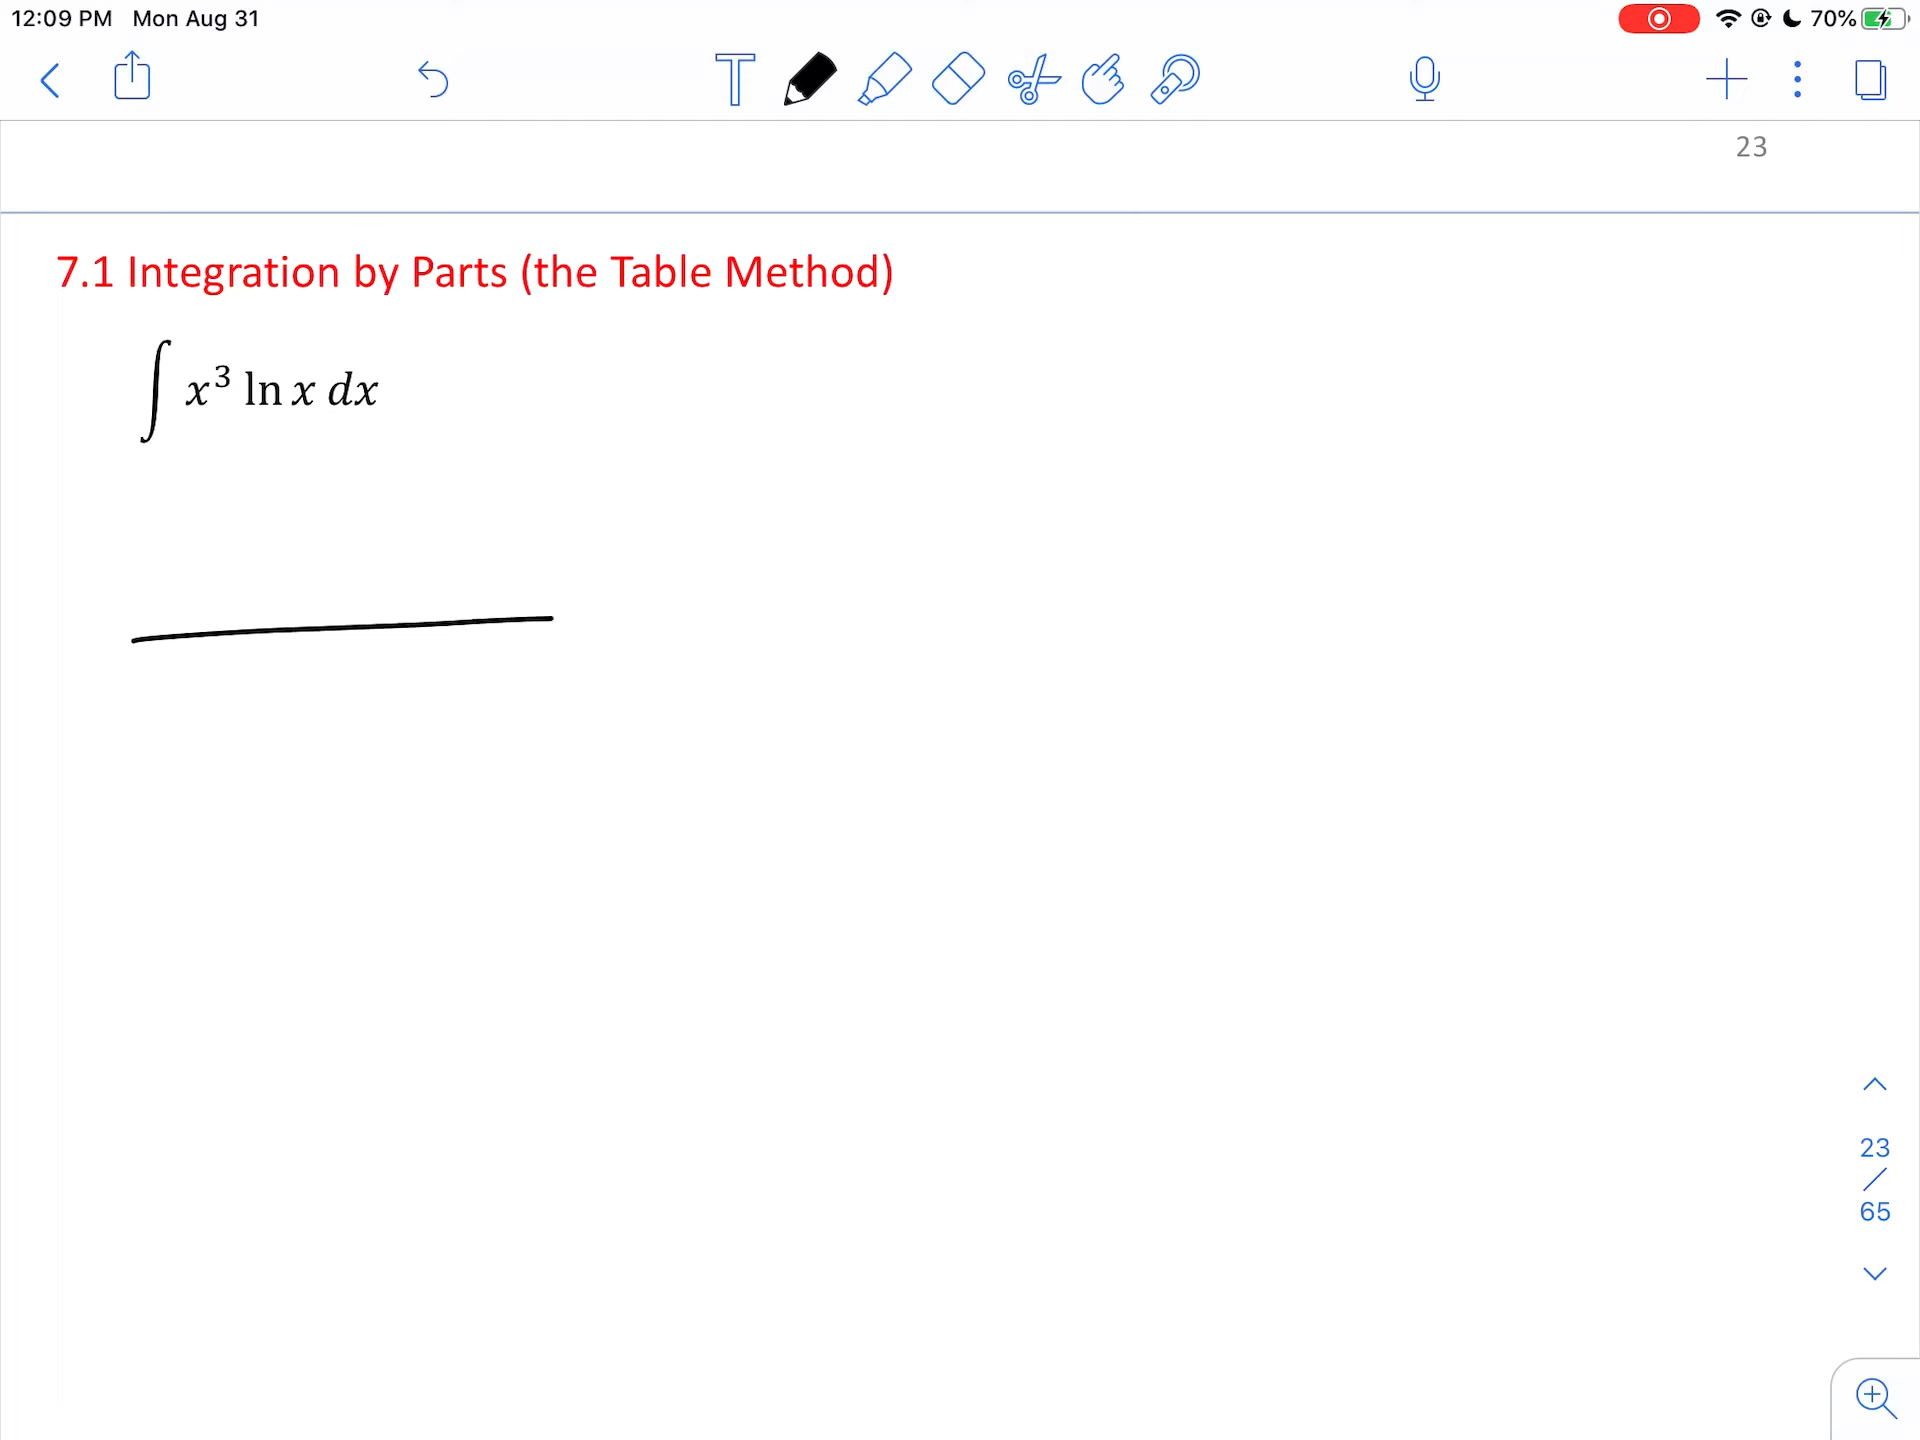 12:09 PM Mon Aug 31 70%
23
7.1 Integration by Parts (the Table Method)
∫ x³ ln x dx
23
/
65